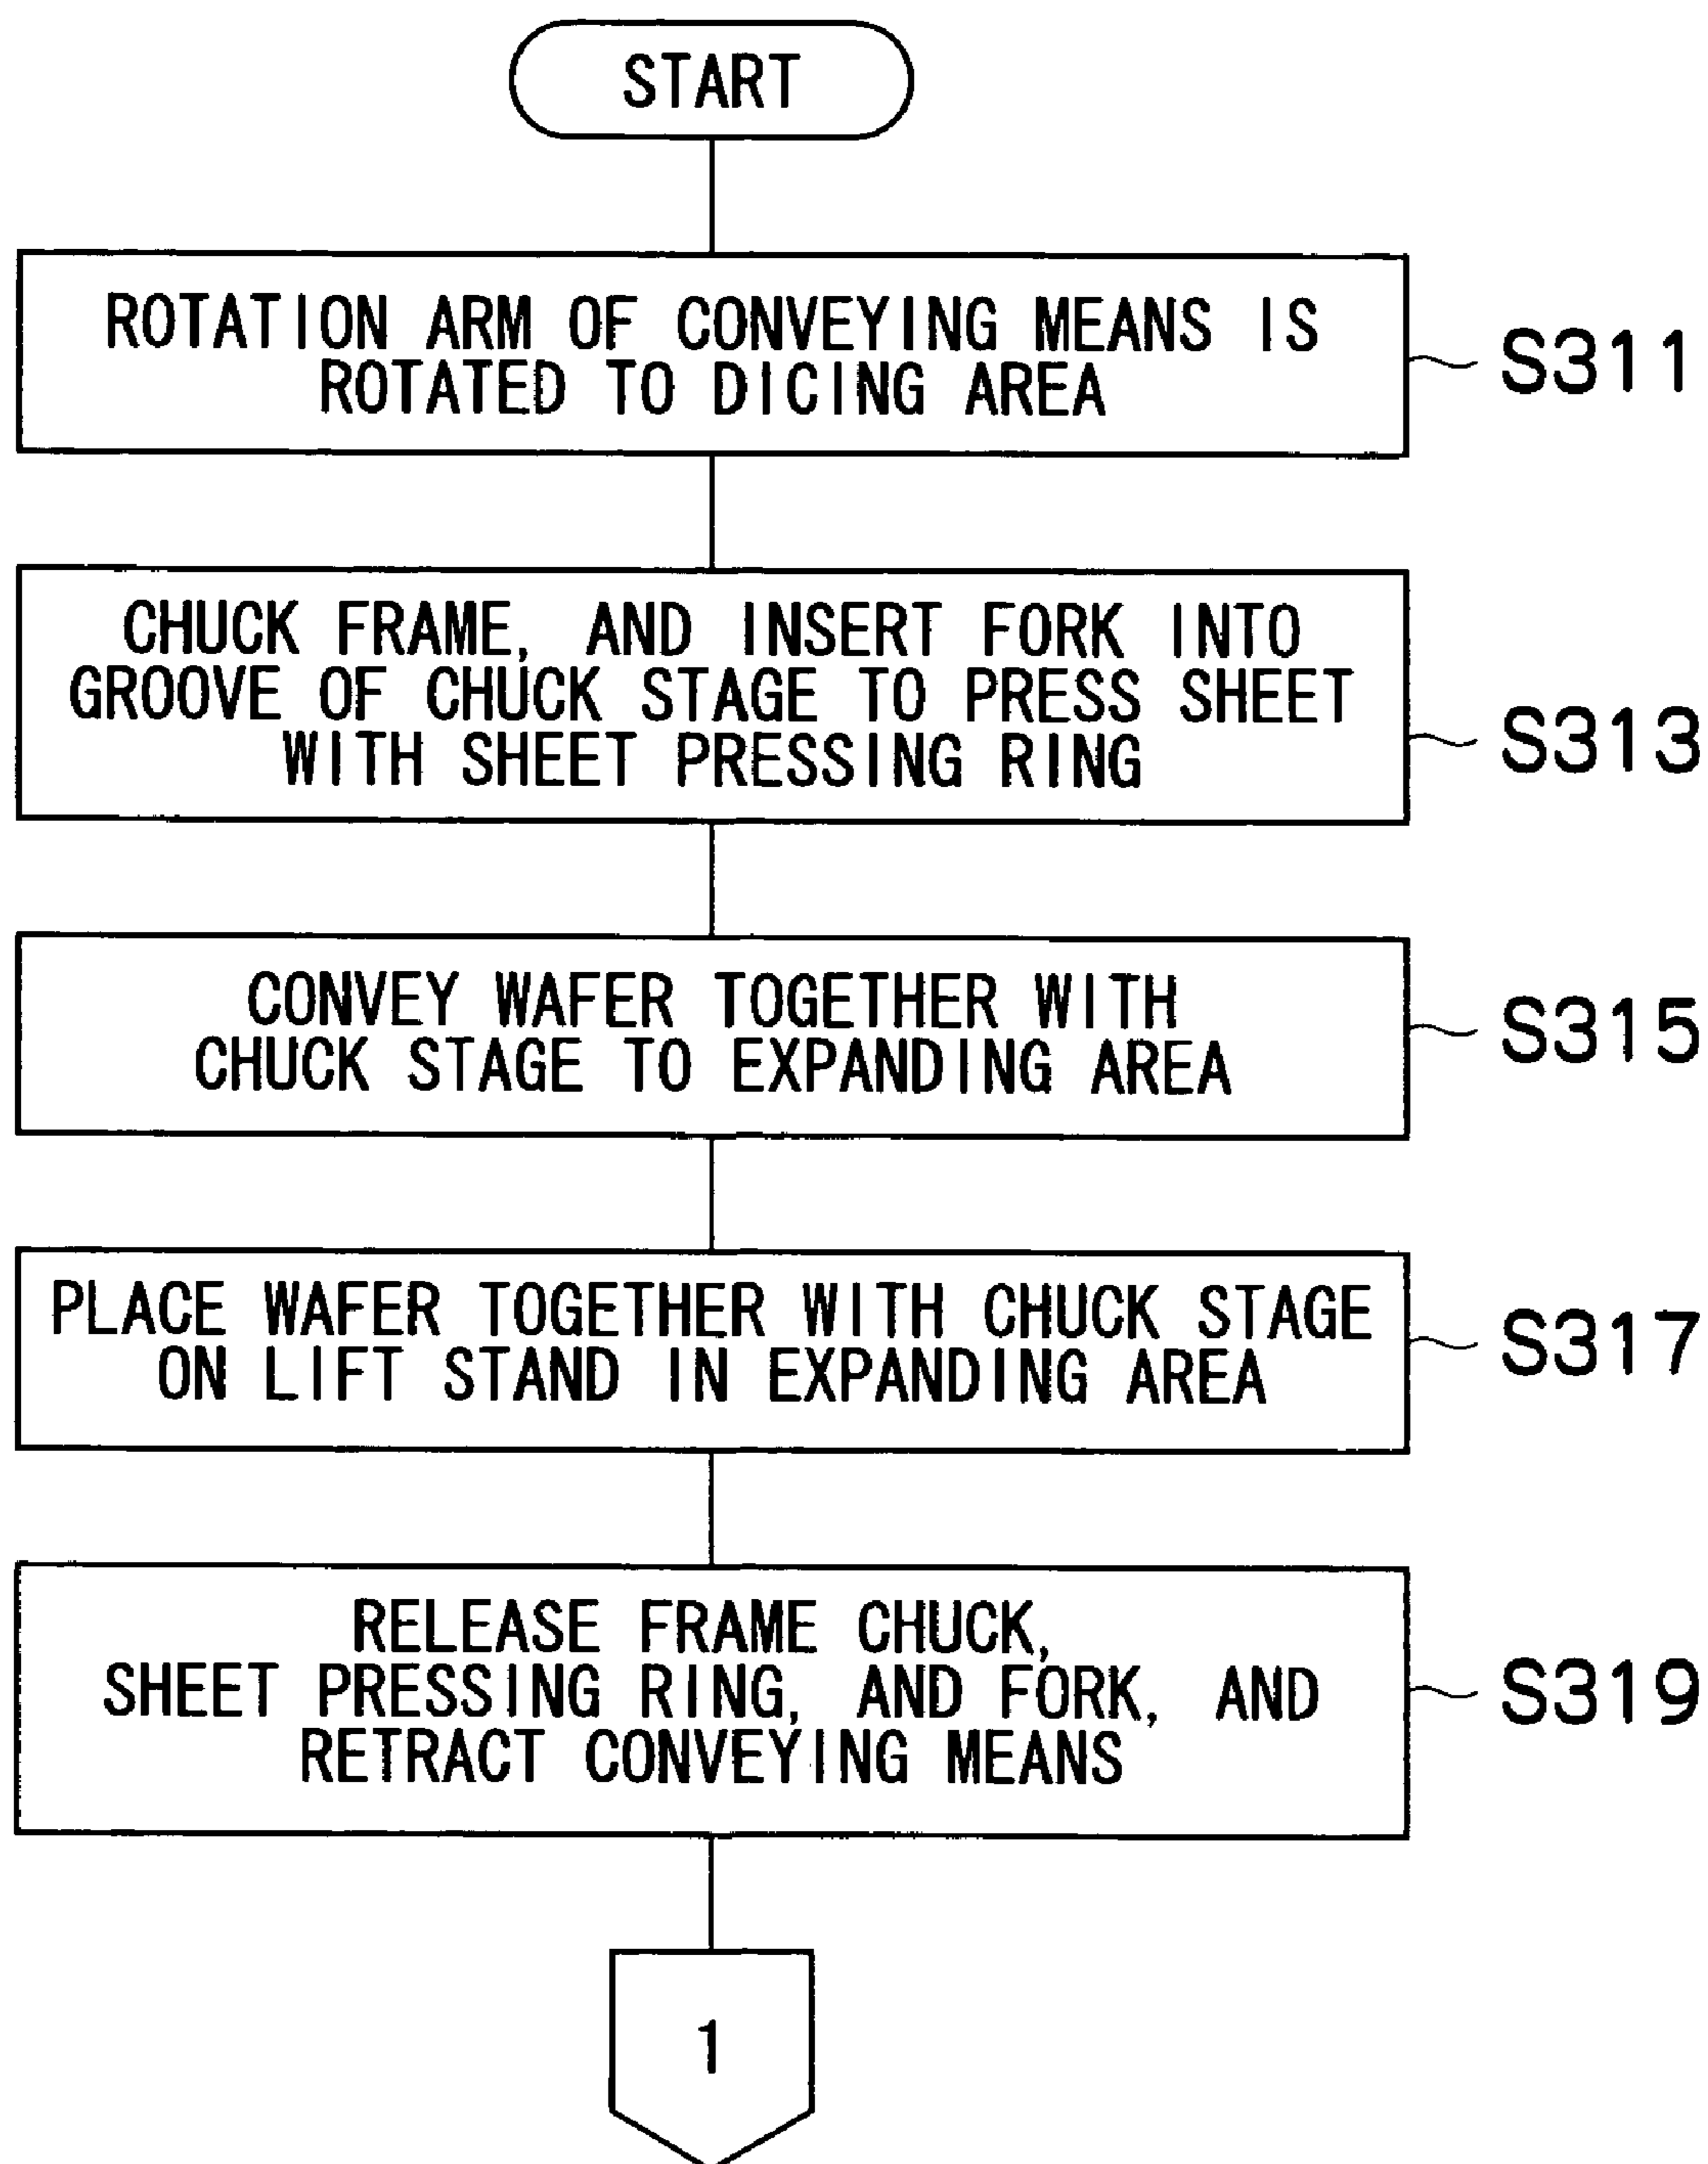 START
ROTATION ARM OF CONVEYING MEANS IS
ROTATED TO DICING AREA
S311
CHUCK FRAME, AND INSERT FORK INTO
GROOVE OF CHUCK STAGE TO PRESS SHEET
WITH SHEET PRESSING RING
S313
CONVEY WAFER TOGETHER WITH
CHUCK STAGE TO EXPANDING AREA
S315
PLACE WAFER TOGETHER WITH CHUCK STAGE
ON LIFT STAND IN EXPANDING AREA
S317
RELEASE FRAME CHUCK,
SHEET PRESSING RING, AND FORK, AND
RETRACT CONVEYING MEANS
S319
1